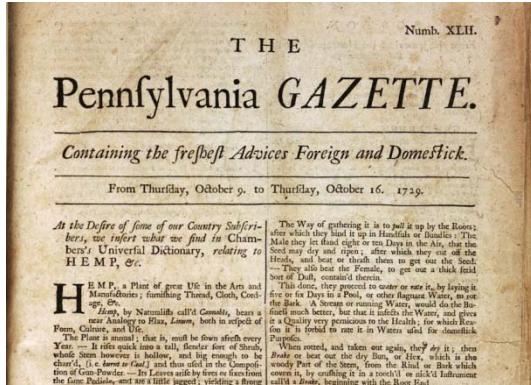 Numb. XLII.
THE
Pennſylvania GAZETTE.
Containing the freſheſt Advices Foreign and Domeſtick.
From Thurſday, October 9. to Thurſday, October 16. 1729.
At the Deſire of ſome of our Country Subſcri-
bers, we inſert what we find in Cham-
bers's Univerſal Dictionary, relating to
HEMP, &c.
HEMP, a Plant of great Uſe in the Arts and
Manufactories; furniſhing Thread, Cloth, Cord-
age, &c.
Hemp, by Naturaliſts call'd Cannabis, bears a
near Analogy to Flax, Linum, both in reſpect of
Form, Culture, and Uſe.
The Plant is annual; that is, muſt be ſown afreſh every
Year. — It riſes quick into a tall, ſlender ſort of Shrub,
whoſe Stem however is hollow, and big enough to be
charr'd, (i.e. burnt to Coal) and thus uſed in the Compoſi-
tion of Gun-Powder. — Its Leaves ariſe by fives or ſixes from
the ſame Pedicle, and are a little jagged; yielding a ſtrong
The Way of gathering it is to pull it up by the Roots;
after which they bind it up in Handfuls or Bundles: The
Male they let ſtand eight or ten Days in the Air, that the
Seed may dry and ripen; after which they cut off the
Heads, and beat or thraſh them to get out the Seed.
— They alſo beat the Female, to get out a thick fetid
Sort of Duſt, contain'd therein.
This done, they proceed to water or rate it, by laying it
five or ſix Days in a Pool, or other ſtagnant Water, to rot
the Bark. A Stream or running Water, would do the Bu-
ſineſs much better, but that it infects the Water, and gives
it a Quality very pernicious to the Health; for which Rea-
ſon it is forbid to rate it in Waters uſed for domeſtick
Purpoſes.
When rotted, and taken out again, they dry it; then
Brake or beat out the dry Bun, or Hex, which is the
woody Part of the Stem, from the Rind or Bark which
covers it, by cruſhing it in a tooth'd or nick'd Inſtrument
call'd a Brake, beginning with the Root End.